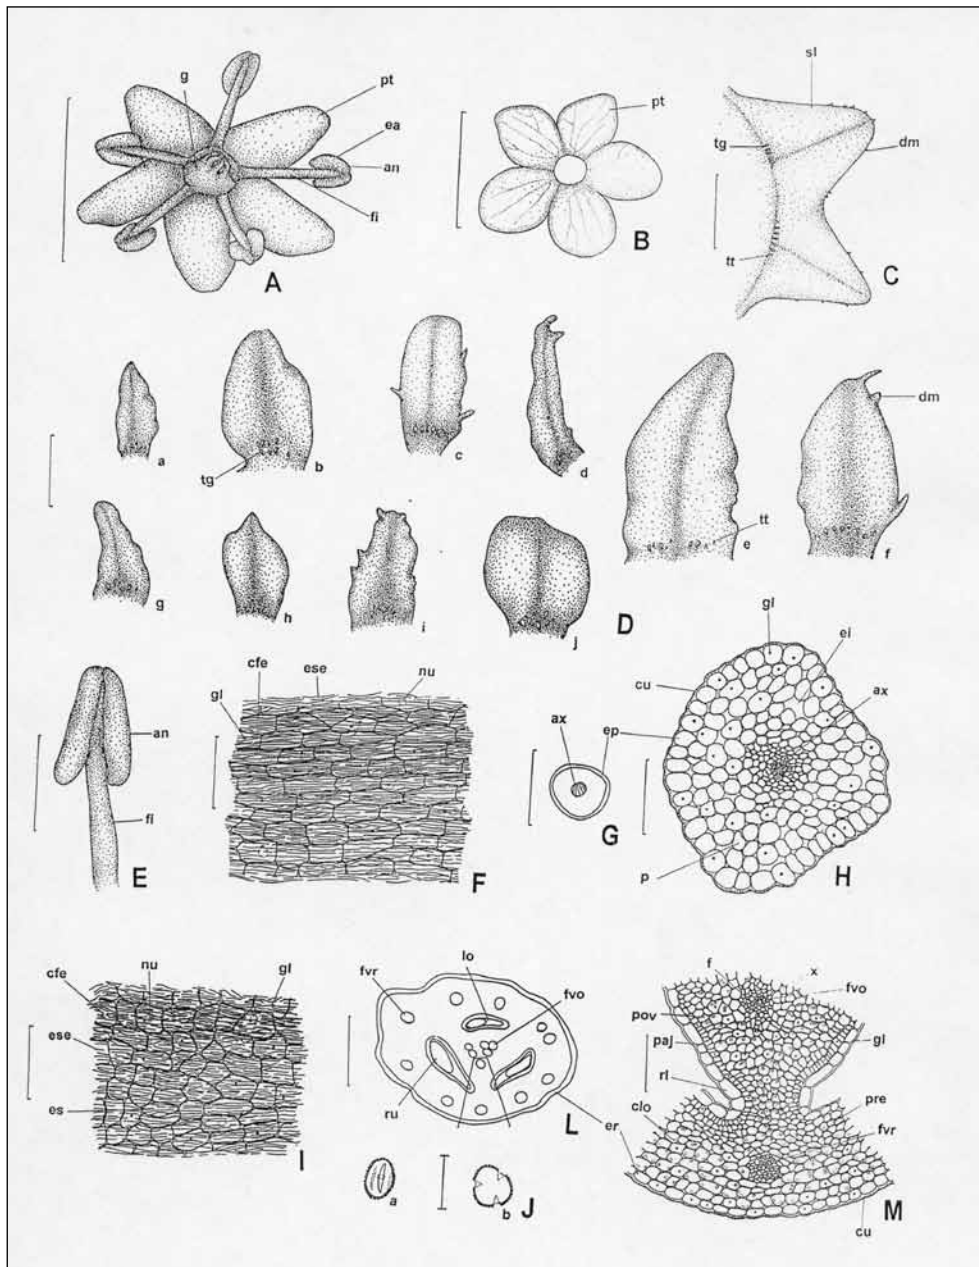 g
pt
ea
an
fi
A
pt
B
sl
tg
dm
tt
C
a
tg
b
c
d
tt
e
dm
f
g
h
i
j
D
an
fi
E
cfe
ese
nu
gl
F
ax
ep
G
gl
ei
cu
ax
p
H
cfe
nu
gl
ese
es
I
fvr
lo
fvo
ru
er
L
a
b
J
f
x
fvo
pov
paj
gl
rl
clo
pre
fvr
cu
M